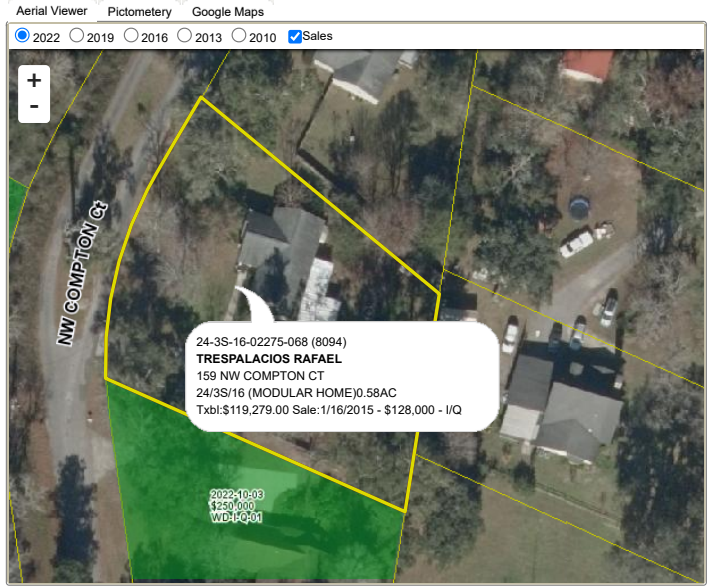 Aerial Viewer Pictometery Google Maps
2022 2019 2016 2013 2010 Sales
+
-
NW COMPTON Ct
24-3S-16-02275-068 (8094)
TRESPALACIOS RAFAEL
159 NW COMPTON CT
24/3S/16 (MODULAR HOME)0.58AC
Txbl:$119,279.00 Sale:1/16/2015 - $128,000 - I/Q
2022-10-03
$250,000
WD-I-Q-01